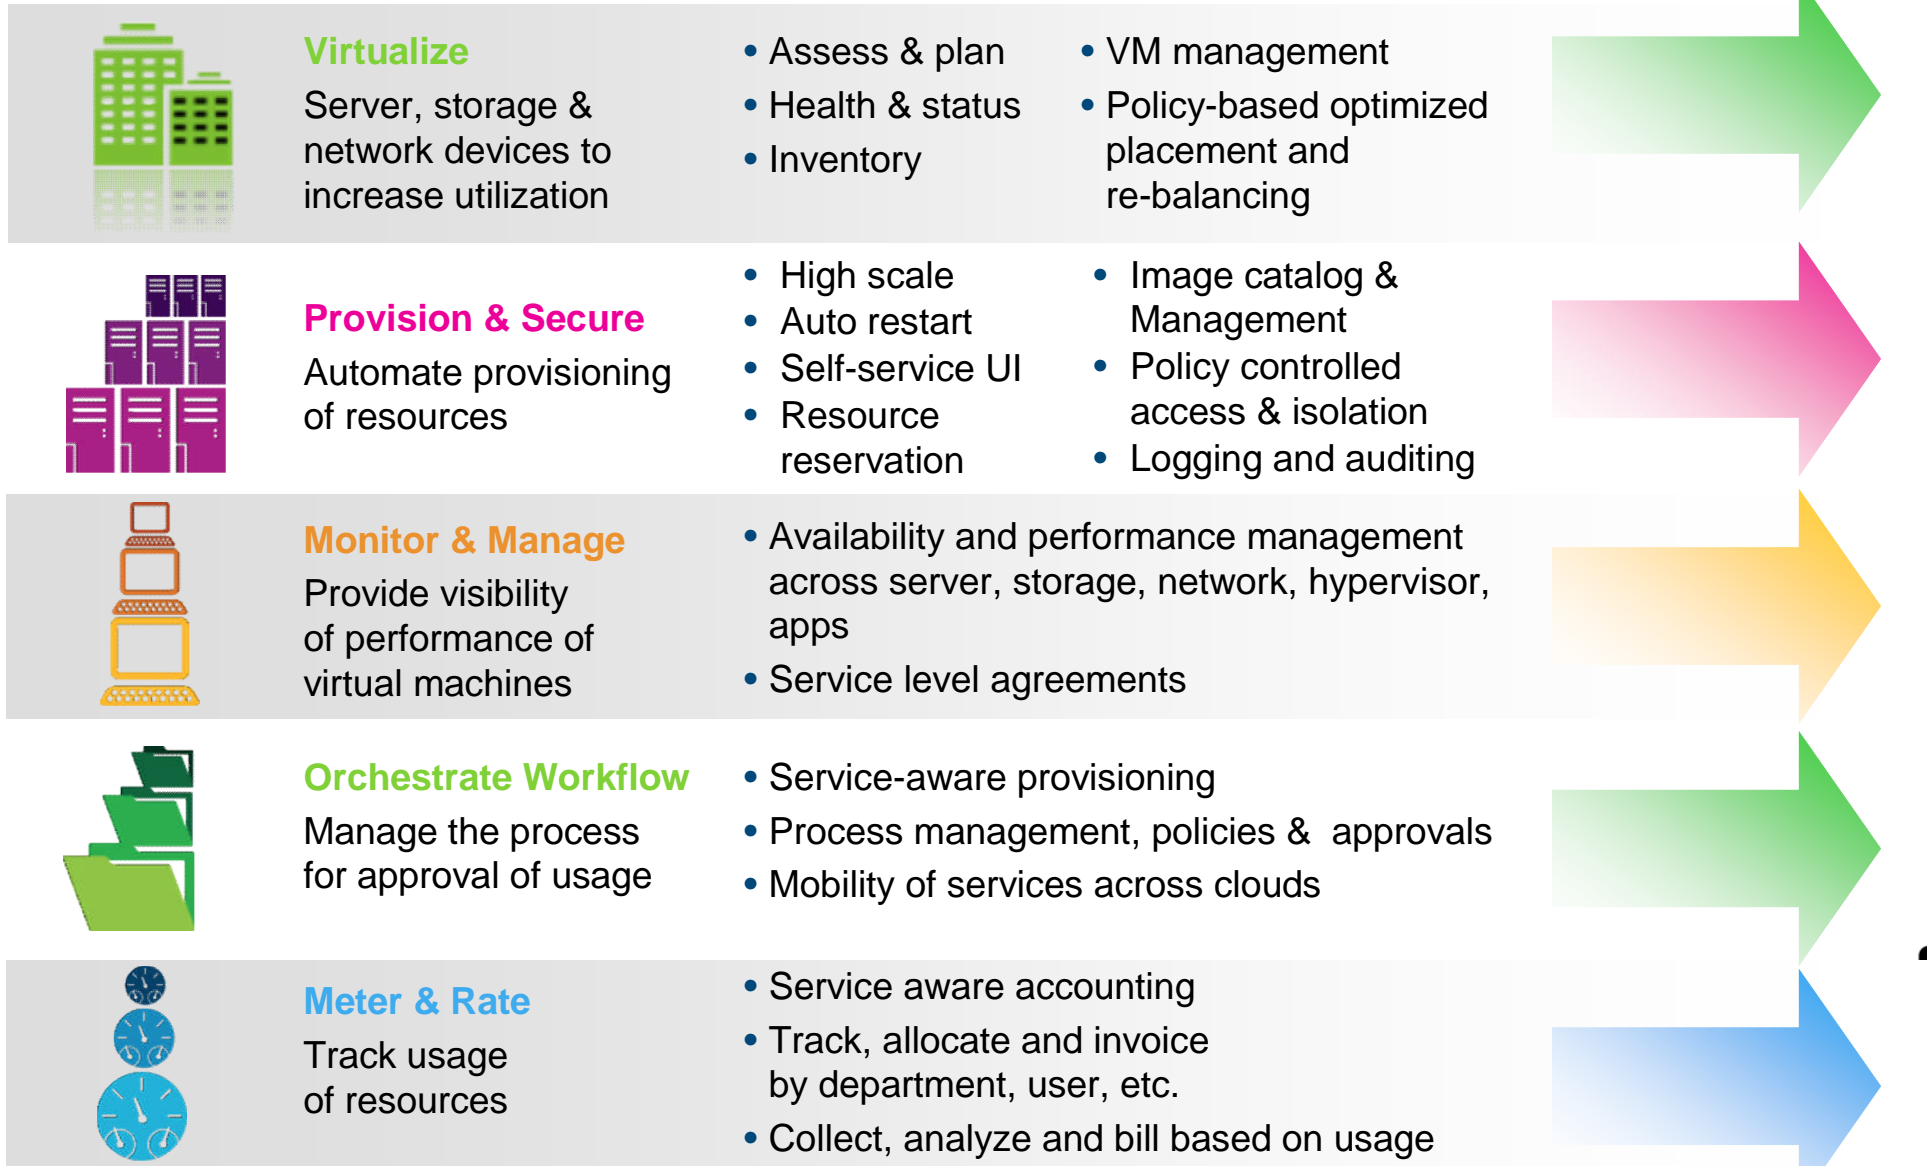 Virtualize
Server, storage &
network devices to
increase utilization
• Assess & plan
• Health & status
• Inventory
• VM management
• Policy-based optimized
placement and
re-balancing
Provision & Secure
Automate provisioning
of resources
• High scale
• Auto restart
• Self-service UI
• Resource
reservation
• Image catalog &
Management
• Policy controlled
access & isolation
• Logging and auditing
Monitor & Manage
Provide visibility
of performance of
virtual machines
• Availability and performance management
across server, storage, network, hypervisor,
apps
• Service level agreements
Orchestrate Workflow
Manage the process
for approval of usage
• Service-aware provisioning
• Process management, policies &  approvals
• Mobility of services across clouds
Meter & Rate
Track usage
of resources
• Service aware accounting
• Track, allocate and invoice
by department, user, etc.
• Collect, analyze and bill based on usage